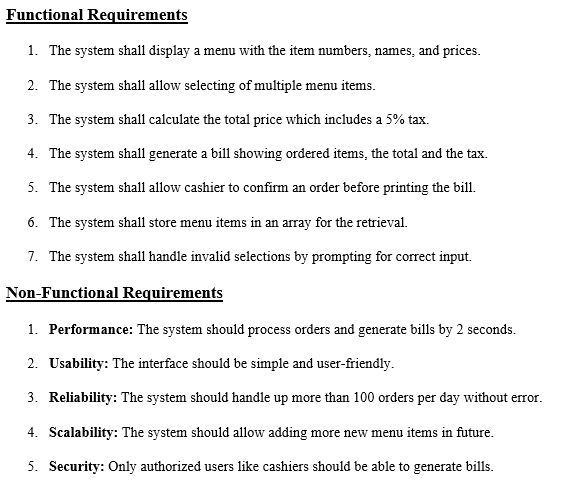 Functional Requirements
1. The system shall display a menu with the item numbers, names, and prices.
2. The system shall allow selecting of multiple menu items.
3. The system shall calculate the total price which includes a 5% tax.
4. The system shall generate a bill showing ordered items, the total and the tax.
5. The system shall allow cashier to confirm an order before printing the bill.
6. The system shall store menu items in an array for the retrieval.
7. The system shall handle invalid selections by prompting for correct input.
Non-Functional Requirements
1. Performance: The system should process orders and generate bills by 2 seconds.
2. Usability: The interface should be simple and user-friendly.
3. Reliability: The system should handle up more than 100 orders per day without error.
4. Scalability: The system should allow adding more new menu items in future.
5. Security: Only authorized users like cashiers should be able to generate bills.